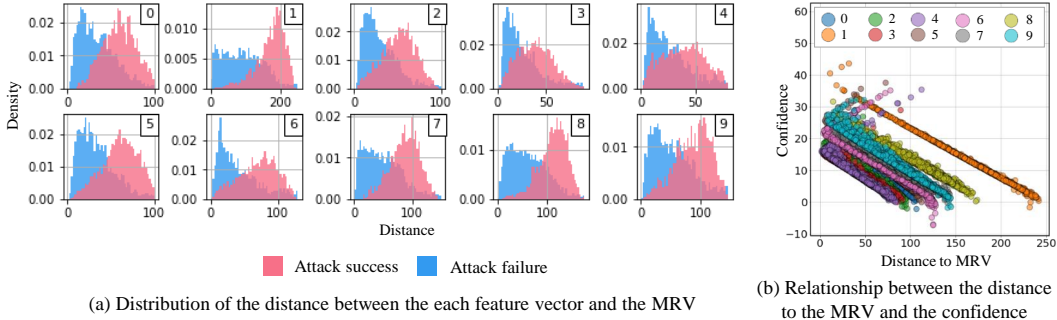 0 1 2 3 4
0.02 0.01 0.00
0.015 0.010 0.005 0.000
0.02 0.01 0.00
0.04 0.02 0.00
0.04 0.02 0.00
0 100 0 200 0 100 50 50
Density
5 6 7 8 9
0.02 0.01 0.00
0.02 0.01 0.00
0.01 0.00
0.01 0.00
0.01 0.00
0 100 0 100 0 100 0 100 0 100
Distance
Attack success Attack failure
(a) Distribution of the distance between the each feature vector and the MRV
60
50
40
30
20
10
0
−10
Confidence
0 2 4 6 8
1 3 5 7 9
0 50 100 150 200 250
Distance to MRV
(b) Relationship between the distance
to the MRV and the confidence